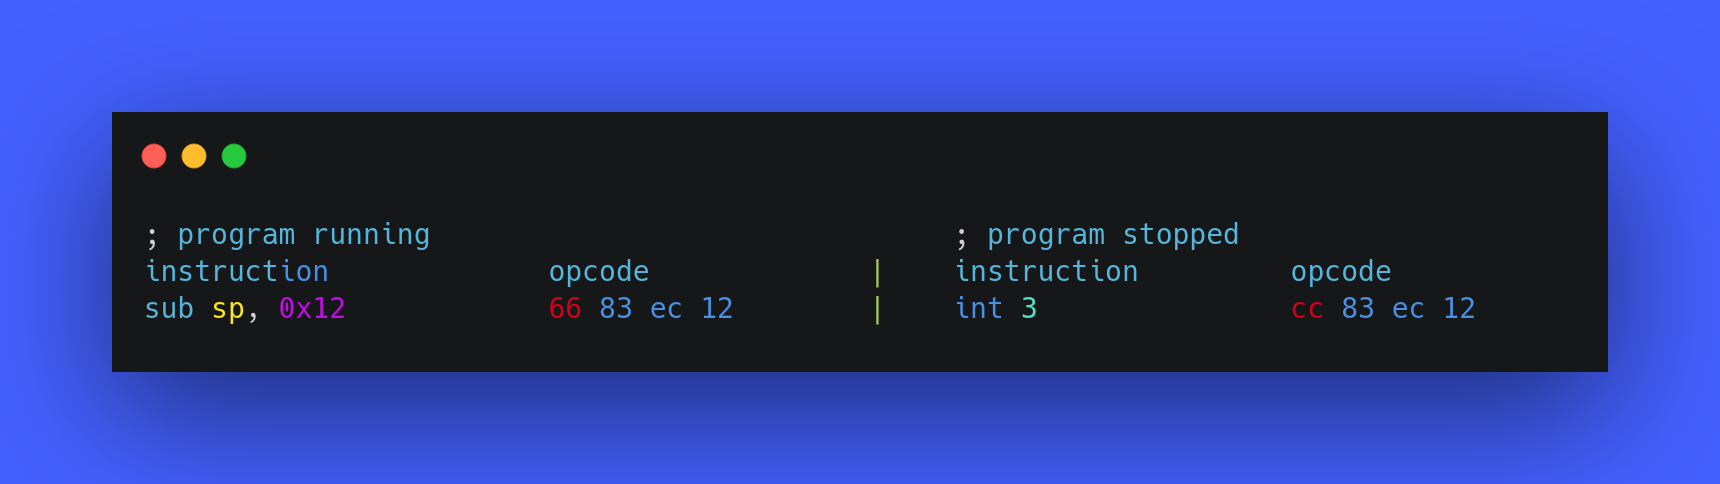 ; program running ; program stopped
instruction opcode | instruction opcode
sub sp, 0x12 66 83 ec 12 | int 3 cc 83 ec 12